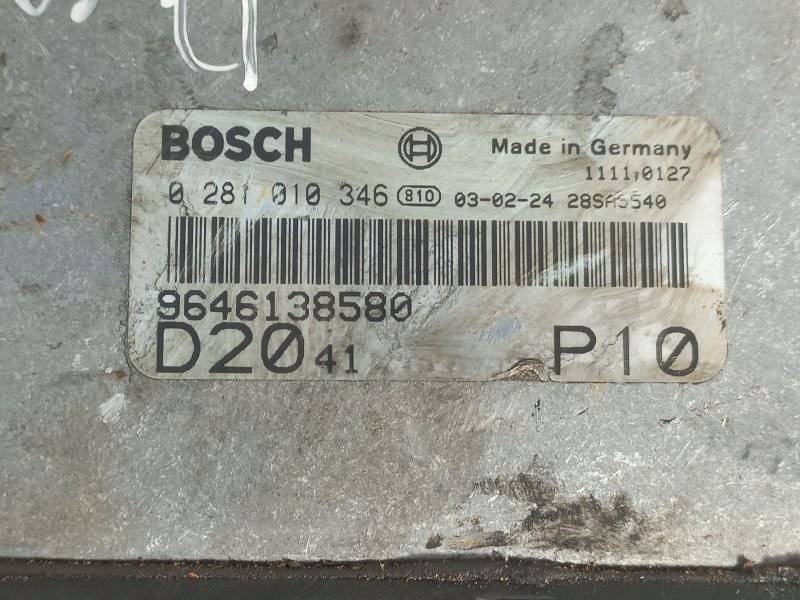 BOSCH Made in Germany
1111,0127
0 281 010 346 810 03-02-24 28SA5540
9646138580
D20 41 P10